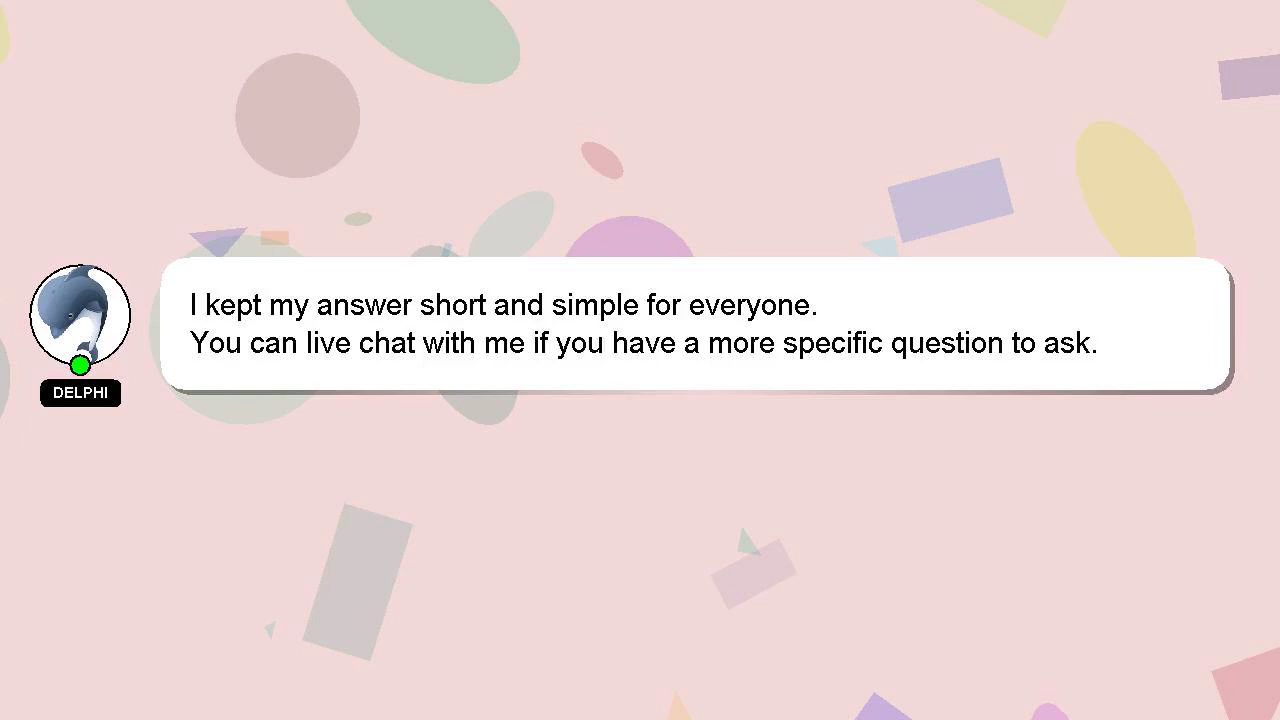 I kept my answer short and simple for everyone.
You can live chat with me if you have a more specific question to ask.
DELPHI